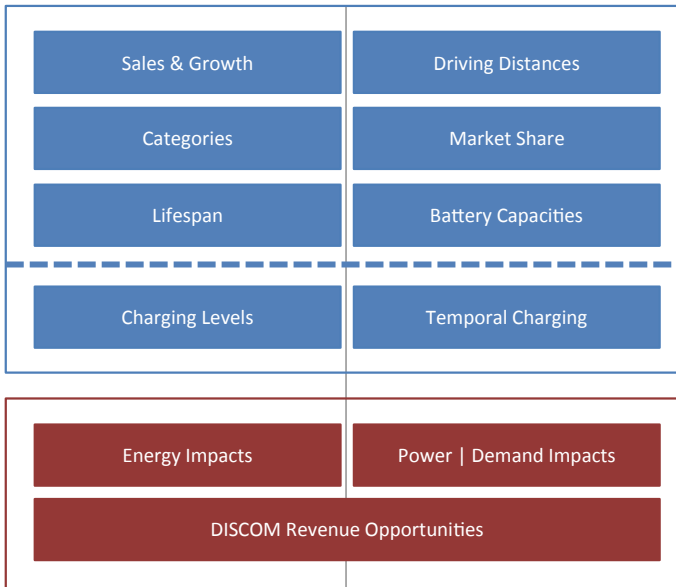 Sales & Growth
Driving Distances
Categories
Market Share
Lifespan
Battery Capacities
Charging Levels
Temporal Charging
Energy Impacts
Power | Demand Impacts
DISCOM Revenue Opportunities